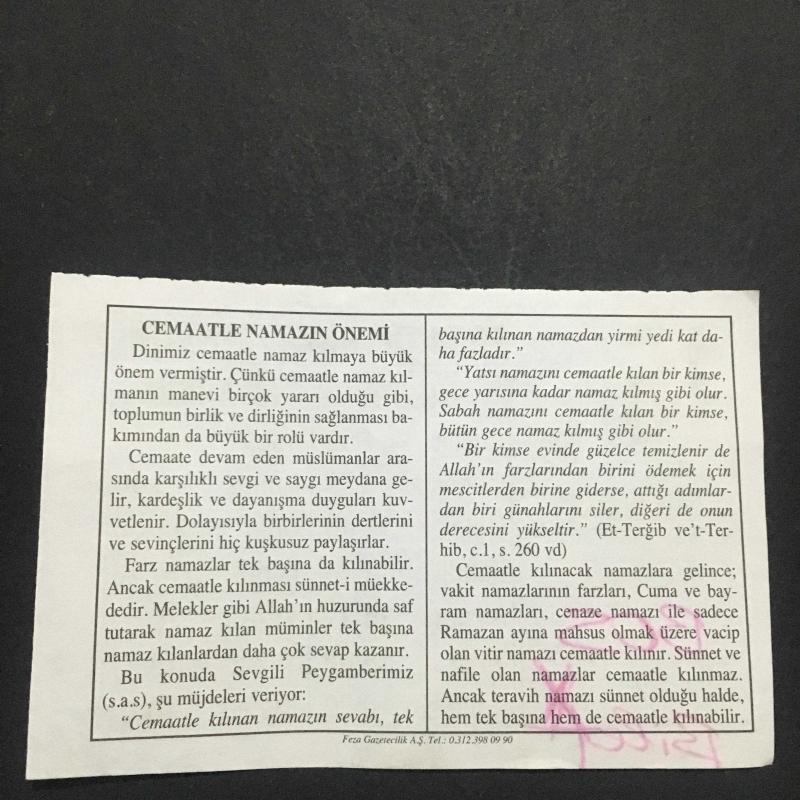 CEMAATLE NAMAZIN ÖNEMİ
Dinimiz cemaatle namaz kılmaya büyük
önem vermiştir. Çünkü cemaatle namaz kıl-
manın manevi birçok yararı olduğu gibi,
toplumun birlik ve dirliğinin sağlanması ba-
kımından da büyük bir rolü vardır.
Cemaate devam eden müslümanlar ara-
sında karşılıklı sevgi ve saygı meydana ge-
lir, kardeşlik ve dayanışma duyguları kuv-
vetlenir. Dolayısıyla birbirlerinin dertlerini
ve sevinçlerini hiç kuşkusuz paylaşırlar.
Farz namazlar tek başına da kılınabilir.
Ancak cemaatle kılınması sünnet-i müekke-
dedir. Melekler gibi Allah'ın huzurunda saf
tutarak namaz kılan müminler tek başına
namaz kılanlardan daha çok sevap kazanır.
Bu konuda Sevgili Peygamberimiz
(s.a.s), şu müjdeleri veriyor:
“Cemaatle kılınan namazın sevabı, tek
başına kılınan namazdan yirmi yedi kat da-
ha fazladır.”
“Yatsı namazını cemaatle kılan bir kimse,
gece yarısına kadar namaz kılmış gibi olur.
Sabah namazını cemaatle kılan bir kimse,
bütün gece namaz kılmış gibi olur.”
“Bir kimse evinde güzelce temizlenir de
Allah'ın farzlarından birini ödemek için
mescitlerden birine giderse, attığı adımlar-
dan biri günahlarını siler, diğeri de onun
derecesini yükseltir.” (Et-Terğib ve't-Ter-
hib, c.1, s. 260 vd)
Cemaatle kılınacak namazlara gelince;
vakit namazlarının farzları, Cuma ve bay-
ram namazları, cenaze namazı ile sadece
Ramazan ayına mahsus olmak üzere vacip
olan vitir namazı cemaatle kılınır. Sünnet ve
nafile olan namazlar cemaatle kılınmaz.
Ancak teravih namazı sünnet olduğu halde,
hem tek başına hem de cemaatle kılınabilir.
Feza Gazetecilik A.Ş. Tel.: 0.312.398 09 90